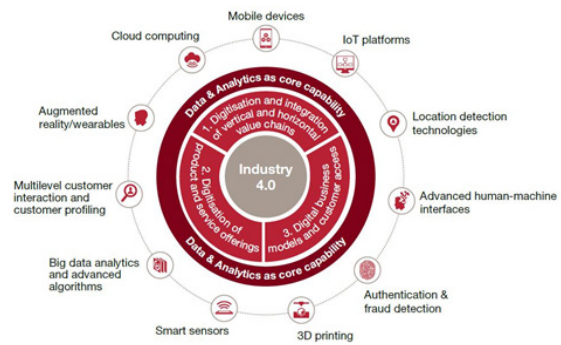 Mobile devices
Cloud computing
IoT platforms
Data & Analytics as core capability
Augmented
reality/wearables
1. Digitisation and integration
of vertical and horizontal
value chains
Location detection
technologies
Industry
4.0
2. Digitisation of
product and service offerings
3. Digital business
models and customer access
Multilevel customer
interaction and
customer profiling
Advanced human-machine
interfaces
Data & Analytics as core capability
Big data analytics
and advanced
algorithms
Authentication &
fraud detection
Smart sensors
3D printing